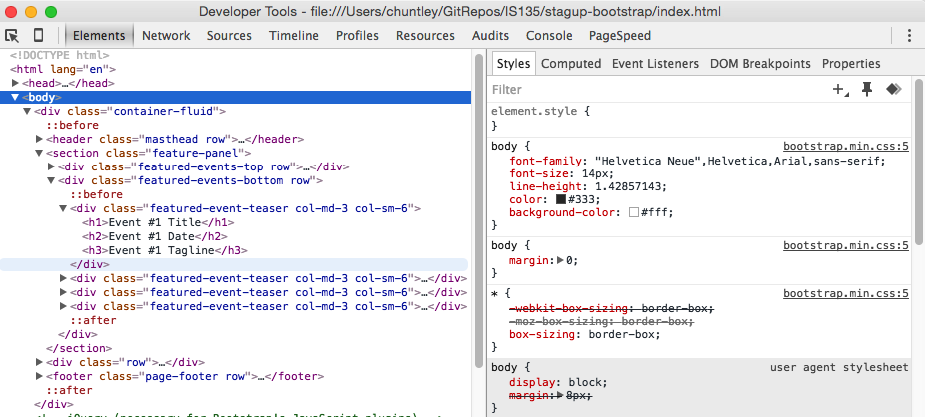 Developer Tools - file:///Users/chuntley/GitRepos/IS135/stagup-bootstrap/index.html
Elements Network Sources Timeline Profiles Resources Audits Console PageSpeed
<!DOCTYPE html>
<html lang="en">
▶<head>…</head>
▼<body>
▼<div class="container-fluid">
::before
▶<header class="masthead row">…</header>
▼<section class="feature-panel">
▶<div class="featured-events-top row">…</div>
▼<div class="featured-events-bottom row">
::before
▼<div class="featured-event-teaser col-md-3 col-sm-6">
<h1>Event #1 Title</h1>
<h2>Event #1 Date</h2>
<h3>Event #1 Tagline</h3>
</div>
▶<div class="featured-event-teaser col-md-3 col-sm-6">…</div>
▶<div class="featured-event-teaser col-md-3 col-sm-6">…</div>
▶<div class="featured-event-teaser col-md-3 col-sm-6">…</div>
::after
</div>
</section>
▶<div class="row">…</div>
▶<footer class="page-footer row">…</footer>
::after
</div>
Styles Computed Event Listeners DOM Breakpoints Properties
Filter
element.style {
}
body { bootstrap.min.css:5
font-family: "Helvetica Neue",Helvetica,Arial,sans-serif;
font-size: 14px;
line-height: 1.42857143;
color: #333;
background-color: #fff;
}
body { bootstrap.min.css:5
margin:▶0;
}
* { bootstrap.min.css:5
-webkit-box-sizing: border-box;
-moz-box-sizing: border-box;
box-sizing: border-box;
}
body { user agent stylesheet
display: block;
margin:▶8px;
}